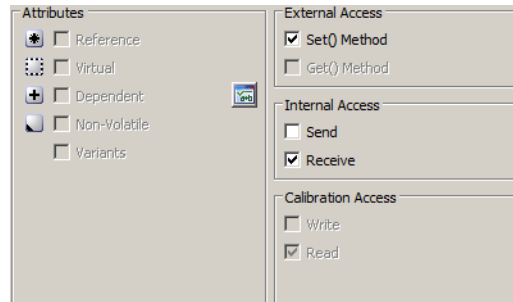 Attributes
Reference
Virtual
Dependent
Non-Volatile
Variants
External Access
Set() Method
Get() Method
Internal Access
Send
Receive
Calibration Access
Write
Read